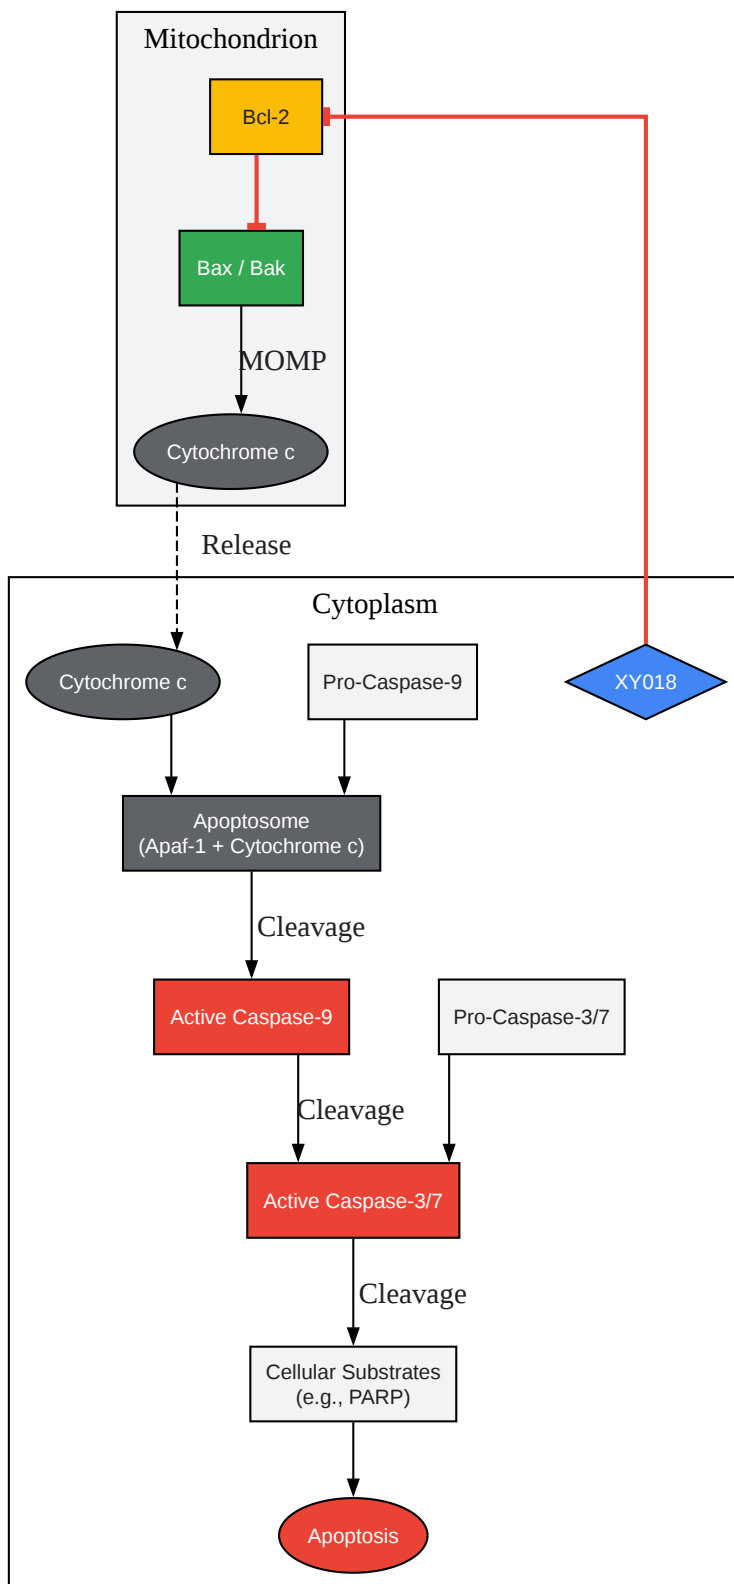 Mitochondrion
Bcl-2
Bax / Bak
MOMP
Cytochrome c
Release
Cytoplasm
Cytochrome c
Pro-Caspase-9
XY018
Apoptosome
(Apaf-1 + Cytochrome c)
Cleavage
Active Caspase-9
Pro-Caspase-3/7
Cleavage
Active Caspase-3/7
Cleavage
Cellular Substrates
(e.g., PARP)
Apoptosis